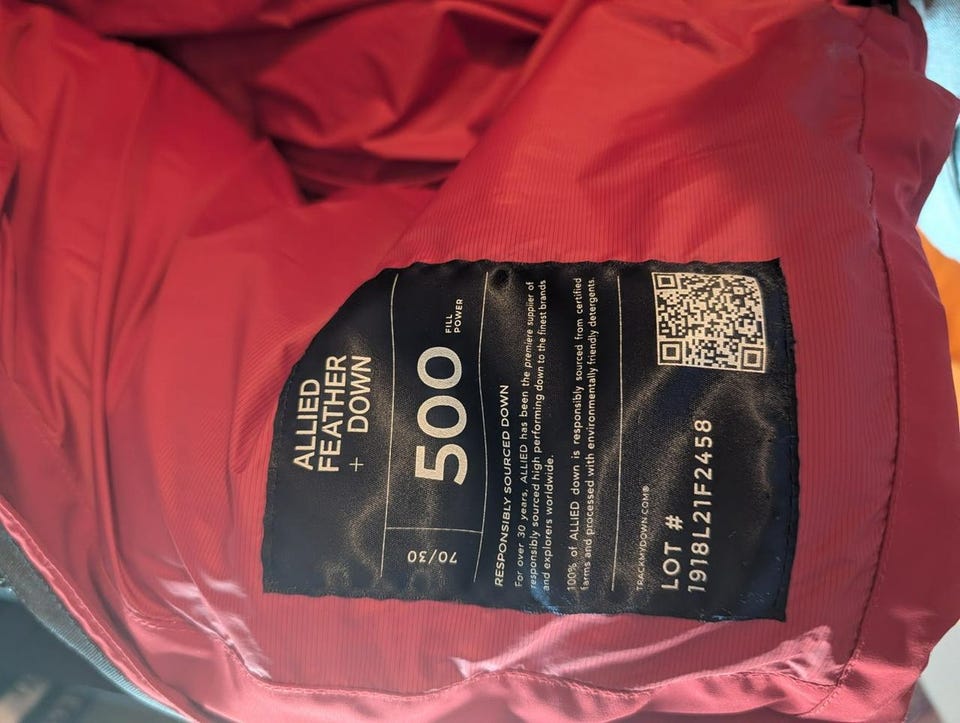 ALLIED
FEATHER
+ DOWN
70/30
500 FILL
POWER
RESPONSIBLY SOURCED DOWN
For over 30 years, ALLIED has been the premiere supplier of
responsibly sourced high performing down to the finest brands
and explorers worldwide.
100% of ALLIED down is responsibly sourced from certified
farms and processed with environmentally friendly detergents.
TRACKMYDOWN.COM®
LOT #
1918L21F2458